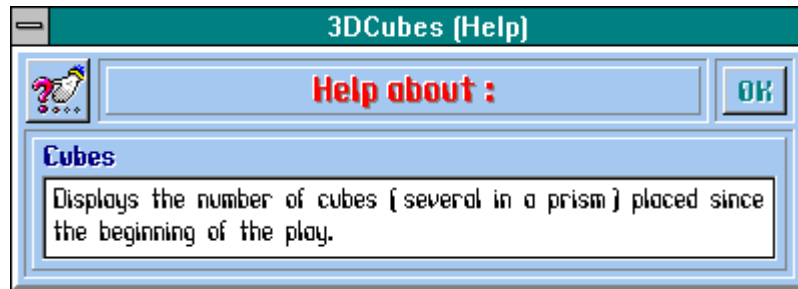 3DCubes (Help)
Help about :
OK
Cubes
Displays the number of cubes ( several in a prism ) placed since
the beginning of the play.